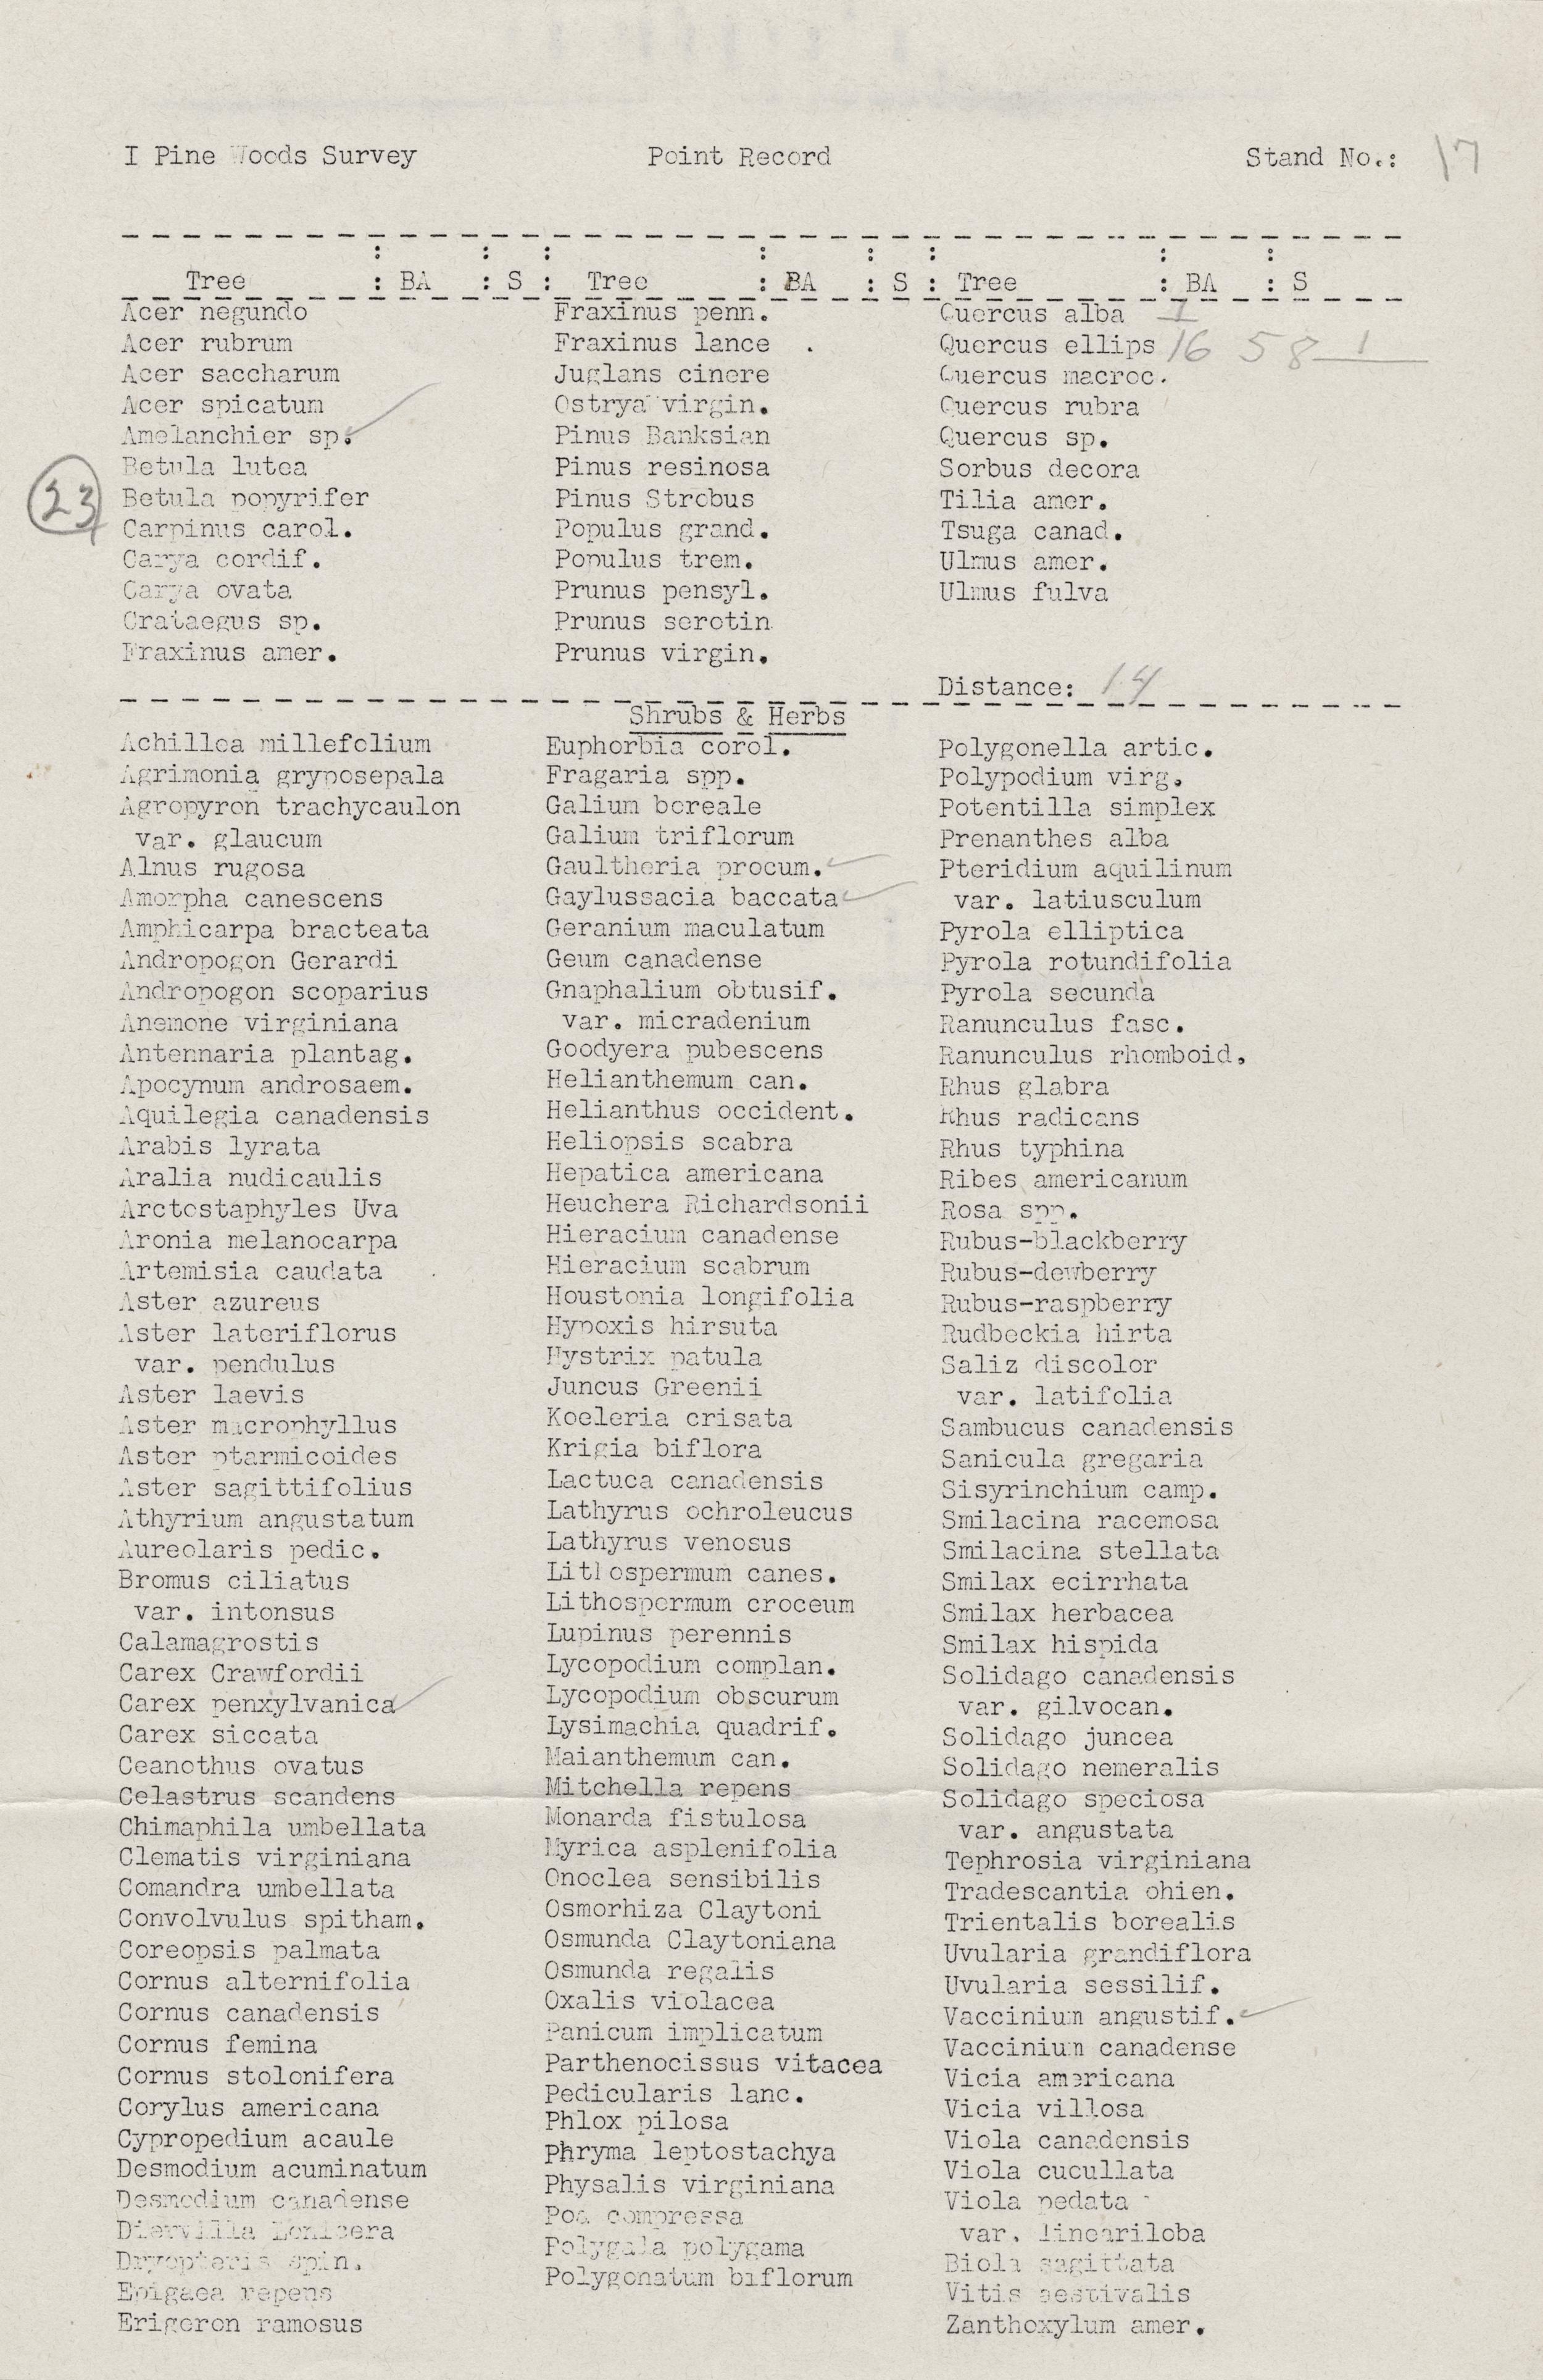 I Pine Woods Survey Point Record Stand No.: 17
Tree : BA : S : Tree : BA : S : Tree : BA : S
Acer negundo
Acer rubrum
Acer saccharum
Acer spicatum
Amelanchier sp. ✓
Betula lutea
23
Betula popyrifer
Carpinus carol.
Carya cordif.
Carya ovata
Crataegus sp.
Fraxinus amer.
Fraxinus penn.
Fraxinus lance .
Juglans cinere
Ostrya virgin.
Pinus Banksian
Pinus resinosa
Pinus Strobus
Populus grand.
Populus trem.
Prunus pensyl.
Prunus serotin
Prunus virgin.
Quercus alba 1
Quercus ellips 16 58 1
Quercus macroc.
Quercus rubra
Quercus sp.
Sorbus decora
Tilia amer.
Tsuga canad.
Ulmus amer.
Ulmus fulva
Distance: 14
Shrubs & Herbs
Achillea millefolium
Agrimonia gryposepala
Agropyron trachycaulon
var. glaucum
Alnus rugosa
Amorpha canescens
Amphicarpa bracteata
Andropogon Gerardi
Andropogon scoparius
Anemone virginiana
Antennaria plantag.
Apocynum androsaem.
Aquilegia canadensis
Arabis lyrata
Aralia nudicaulis
Arctostaphyles Uva
Aronia melanocarpa
Artemisia caudata
Aster azureus
Aster lateriflorus
var. pendulus
Aster laevis
Aster macrophyllus
Aster ptarmicoides
Aster sagittifolius
Athyrium angustatum
Aureolaris pedic.
Bromus ciliatus
var. intonsus
Calamagrostis
Carex Crawfordii
Carex penxylvanica ✓
Carex siccata
Ceanothus ovatus
Celastrus scandens
Chimaphila umbellata
Clematis virginiana
Comandra umbellata
Convolvulus spitham.
Coreopsis palmata
Cornus alternifolia
Cornus canadensis
Cornus femina
Cornus stolonifera
Corylus americana
Cypropedium acaule
Desmodium acuminatum
Desmodium canadense
Diervilla Lonicera
Dryopteris spin.
Epigaea repens
Erigeron ramosus
Euphorbia corol.
Fragaria spp.
Galium boreale
Galium triflorum
Gaultheria procum. ✓
Gaylussacia baccata ✓
Geranium maculatum
Geum canadense
Gnaphalium obtusif.
var. micradenium
Goodyera pubescens
Helianthemum can.
Helianthus occident.
Heliopsis scabra
Hepatica americana
Heuchera Richardsonii
Hieracium canadense
Hieracium scabrum
Houstonia longifolia
Hypoxis hirsuta
Hystrix patula
Juncus Greenii
Koeleria crisata
Krigia biflora
Lactuca canadensis
Lathyrus ochroleucus
Lathyrus venosus
Lithospermum canes.
Lithospermum croceum
Lupinus perennis
Lycopodium complan.
Lycopodium obscurum
Lysimachia quadrif.
Maianthemum can.
Mitchella repens
Monarda fistulosa
Myrica asplenifolia
Onoclea sensibilis
Osmorhiza Claytoni
Osmunda Claytoniana
Osmunda regalis
Oxalis violacea
Panicum implicatum
Parthenocissus vitacea
Pedicularis lanc.
Phlox pilosa
Phryma leptostachya
Physalis virginiana
Poa compressa
Polygala polygama
Polygonatum biflorum
Polygonella artic.
Polypodium virg.
Potentilla simplex
Prenanthes alba
Pteridium aquilinum
var. latiusculum
Pyrola elliptica
Pyrola rotundifolia
Pyrola secunda
Ranunculus fasc.
Ranunculus rhomboid.
Rhus glabra
Rhus radicans
Rhus typhina
Ribes americanum
Rosa spp.
Rubus-blackberry
Rubus-dewberry
Rubus-raspberry
Rudbeckia hirta
Saliz discolor
var. latifolia
Sambucus canadensis
Sanicula gregaria
Sisyrinchium camp.
Smilacina racemosa
Smilacina stellata
Smilax ecirrhata
Smilax herbacea
Smilax hispida
Solidago canadensis
var. gilvocan.
Solidago juncea
Solidago nemeralis
Solidago speciosa
var. angustata
Tephrosia virginiana
Tradescantia ohien.
Trientalis borealis
Uvularia grandiflora
Uvularia sessilif.
Vaccinium angustif. ✓
Vaccinium canadense
Vicia americana
Vicia villosa
Viola canadensis
Viola cucullata
Viola pedata
var. lineariloba
Biola sagittata
Vitis aestivalis
Zanthoxylum amer.